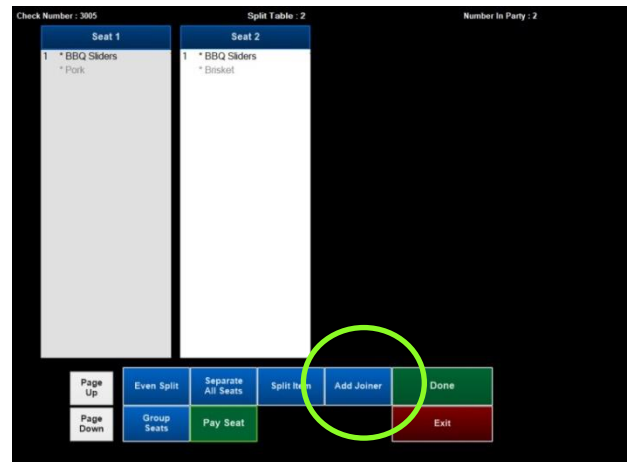 Check Number : 3005 Split Table : 2 Number In Party : 2
Seat 1 Seat 2
1 * BBQ Sliders 1 * BBQ Sliders
* Pork * Brisket
Page Up Even Split Separate All Seats Split Item Add Joiner Done
Page Down Group Seats Pay Seat Exit